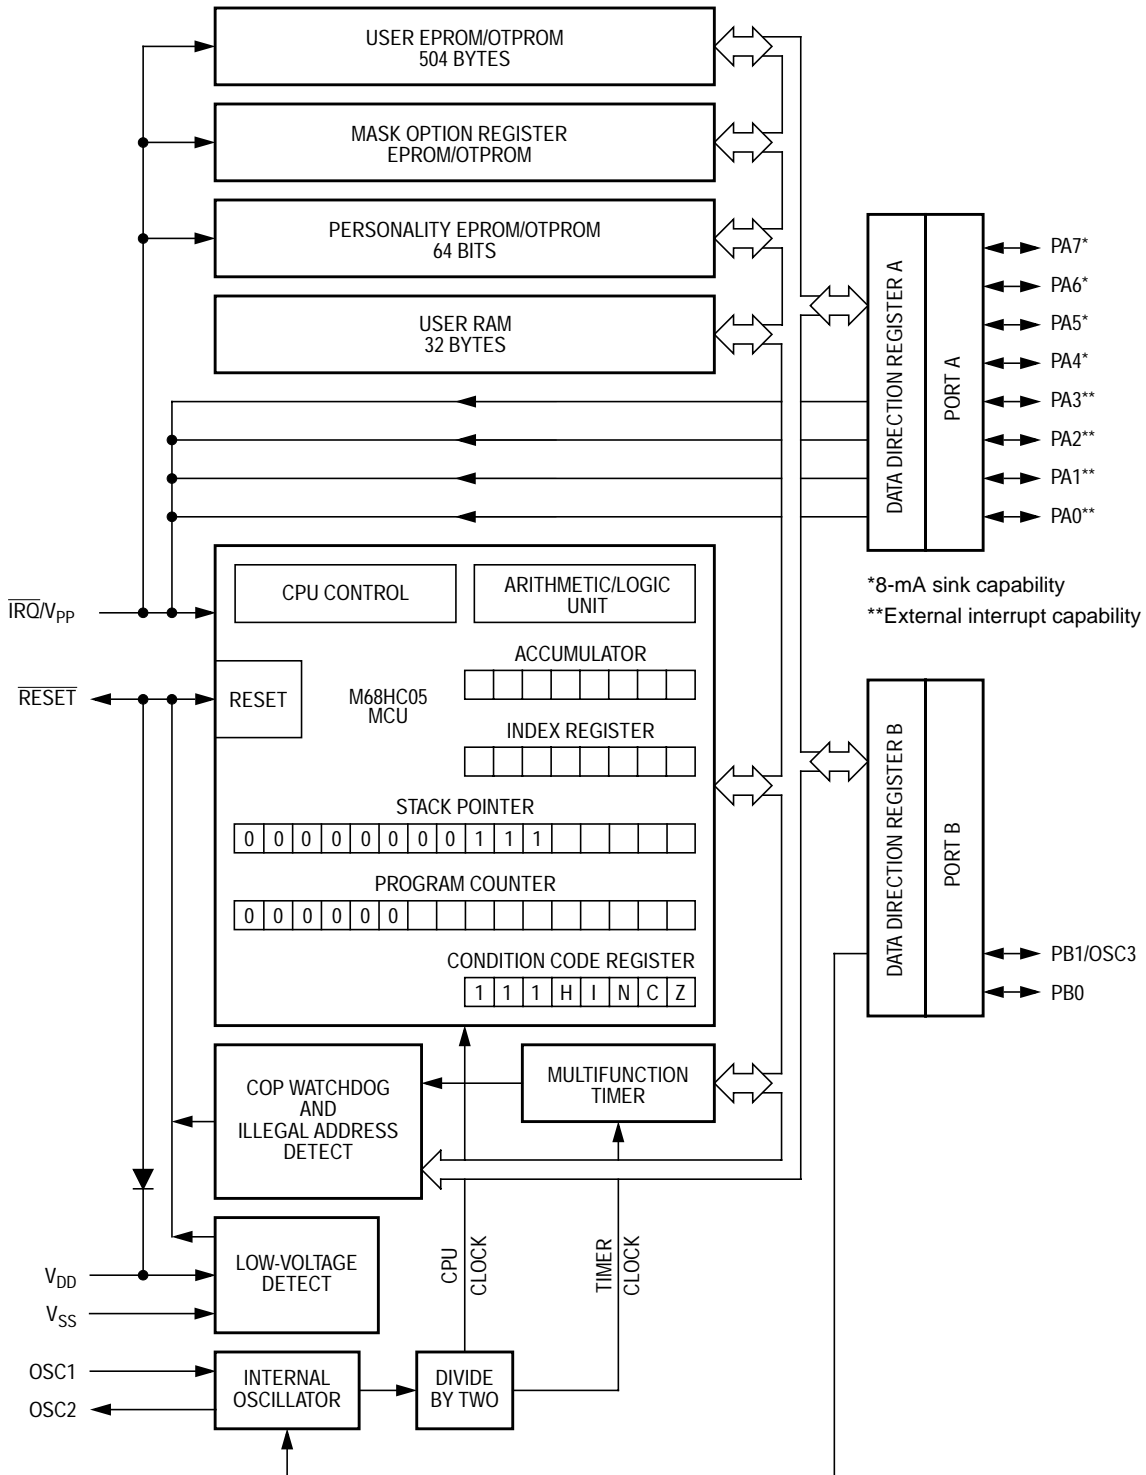 USER EPROM/OTPROM
504 BYTES
MASK OPTION REGISTER
EPROM/OTPROM
PERSONALITY EPROM/OTPROM
64 BITS
USER RAM
32 BYTES
DATA DIRECTION REGISTER A
PORT A
PA7*
PA6*
PA5*
PA4*
PA3**
PA2**
PA1**
PA0**
*8-mA sink capability
**External interrupt capability
IRQ/VPP
RESET
CPU CONTROL
ARITHMETIC/LOGIC
UNIT
RESET
M68HC05
MCU
ACCUMULATOR
INDEX REGISTER
STACK POINTER
0 0 0 0 0 0 0 0 1 1 1
PROGRAM COUNTER
0 0 0 0 0 0
CONDITION CODE REGISTER
1 1 1 H I N C Z
DATA DIRECTION REGISTER B
PORT B
PB1/OSC3
PB0
COP WATCHDOG
AND
ILLEGAL ADDRESS
DETECT
MULTIFUNCTION
TIMER
LOW-VOLTAGE
DETECT
VDD
VSS
CPU
CLOCK
TIMER
CLOCK
OSC1
OSC2
INTERNAL
OSCILLATOR
DIVIDE
BY TWO